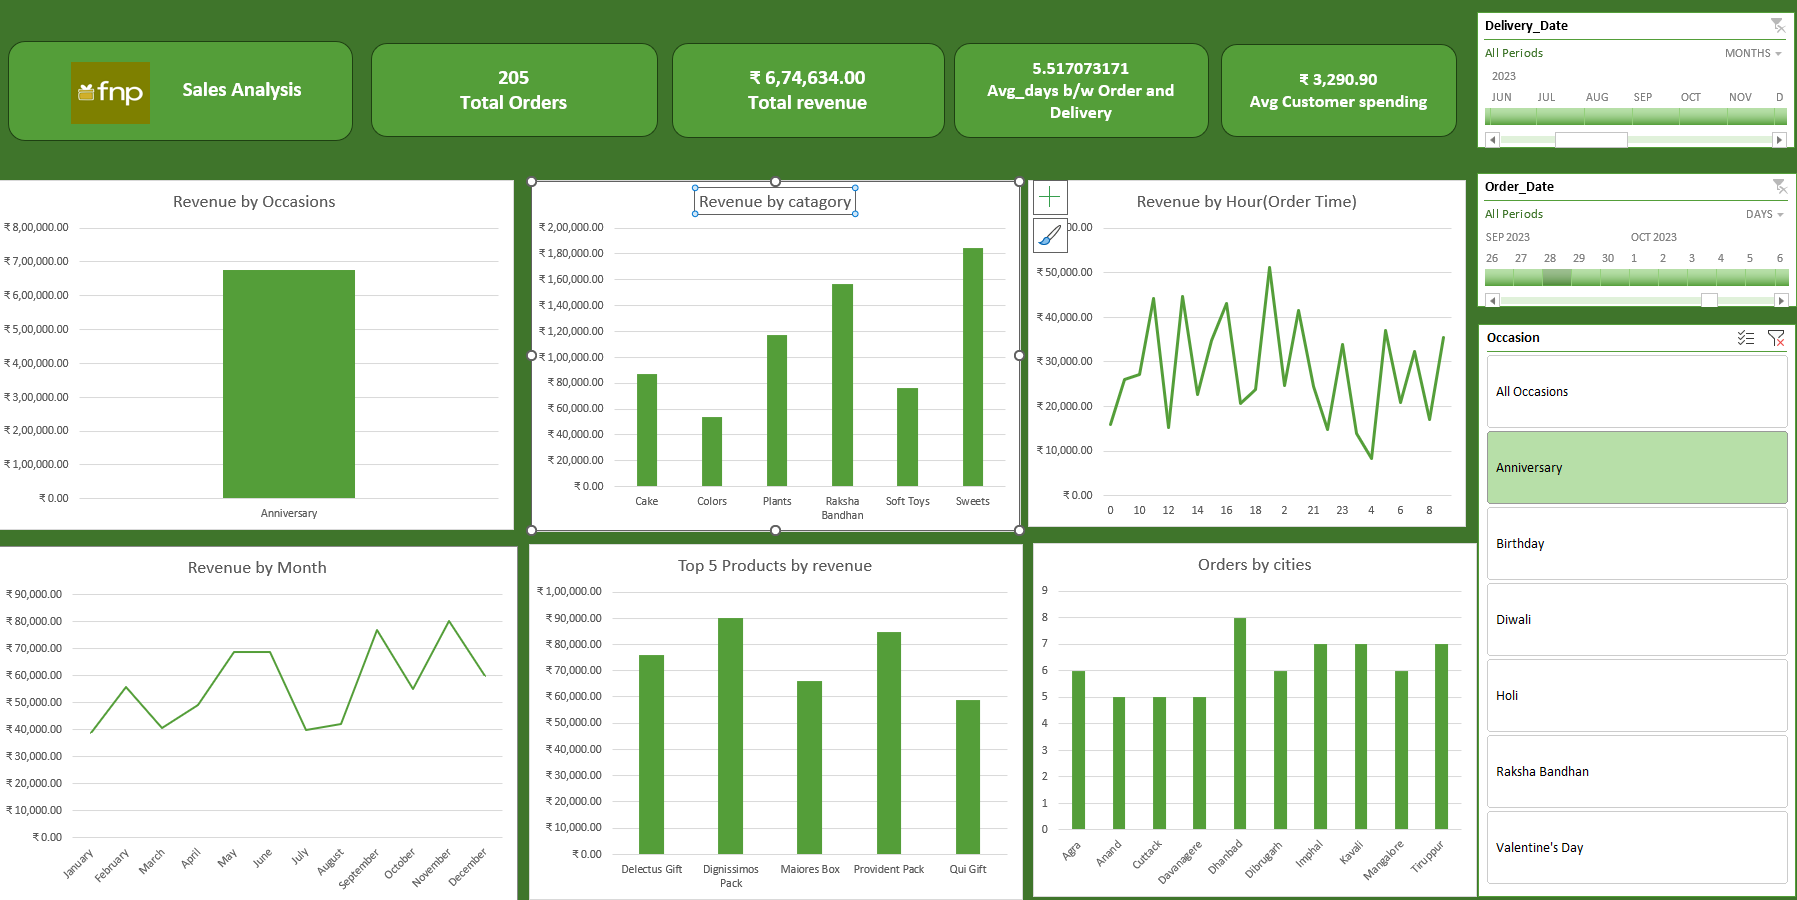 fnp
Sales Analysis
205
Total Orders
₹ 6,74,634.00
Total revenue
5.517073171
Avg_days b/w Order and
Delivery
₹ 3,290.90
Avg Customer spending
Delivery_Date
All Periods
MONTHS
2023
JUN JUL AUG SEP OCT NOV D
Order_Date
All Periods
DAYS
SEP 2023 OCT 2023
26 27 28 29 30 1 2 3 4 5 6
Occasion
All Occasions
Anniversary
Birthday
Diwali
Holi
Raksha Bandhan
Valentine's Day
Revenue by Occasions
₹ 8,00,000.00
₹ 7,00,000.00
₹ 6,00,000.00
₹ 5,00,000.00
₹ 4,00,000.00
₹ 3,00,000.00
₹ 2,00,000.00
₹ 1,00,000.00
₹ 0.00
Anniversary
Revenue by catagory
₹ 2,00,000.00
₹ 1,80,000.00
₹ 1,60,000.00
₹ 1,40,000.00
₹ 1,20,000.00
₹ 1,00,000.00
₹ 80,000.00
₹ 60,000.00
₹ 40,000.00
₹ 20,000.00
₹ 0.00
Cake Colors Plants Raksha Bandhan Soft Toys Sweets
Revenue by Hour(Order Time)
00.00
₹ 50,000.00
₹ 40,000.00
₹ 30,000.00
₹ 20,000.00
₹ 10,000.00
₹ 0.00
0 10 12 14 16 18 2 21 23 4 6 8
Revenue by Month
₹ 90,000.00
₹ 80,000.00
₹ 70,000.00
₹ 60,000.00
₹ 50,000.00
₹ 40,000.00
₹ 30,000.00
₹ 20,000.00
₹ 10,000.00
₹ 0.00
January February March April May June July August September October November December
Top 5 Products by revenue
₹ 1,00,000.00
₹ 90,000.00
₹ 80,000.00
₹ 70,000.00
₹ 60,000.00
₹ 50,000.00
₹ 40,000.00
₹ 30,000.00
₹ 20,000.00
₹ 10,000.00
₹ 0.00
Delectus Gift Dignissimos Pack Maiores Box Provident Pack Qui Gift
Orders by cities
9
8
7
6
5
4
3
2
1
0
Agra Anand Cuttack Davanagere Dhanbad Dibrugarh Imphal Kavali Mangalore Tiruppur